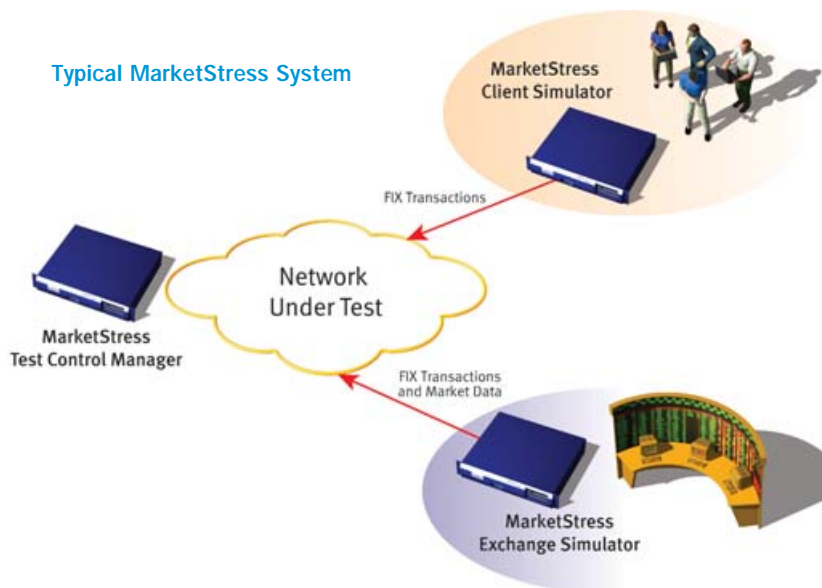 Typical MarketStress System
MarketStress
Client Simulator
FIX Transactions
Network
Under Test
MarketStress
Test Control Manager
FIX Transactions
and Market Data
MarketStress
Exchange Simulator